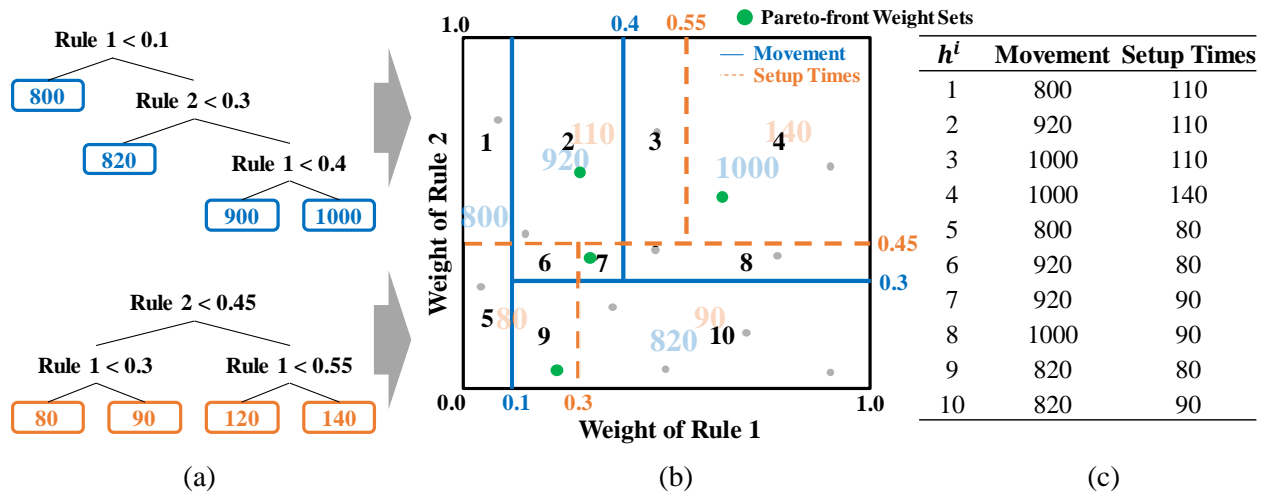 Rule 1 < 0.1
800
Rule 2 < 0.3
820
Rule 1 < 0.4
900 1000
Rule 2 < 0.45
Rule 1 < 0.3 Rule 1 < 0.55
80 90 120 140
(a)
Pareto-front Weight Sets
1.0 0.4 0.55
Movement
Setup Times
110 140
1 2 3 4
920 1000
800
0.45
6 7 8
0.3
5 80 90
9 820 10
0.0 0.1 0.3 1.0
Weight of Rule 2
Weight of Rule 1
(b)
hⁱ Movement Setup Times
1 800 110
2 920 110
3 1000 110
4 1000 140
5 800 80
6 920 80
7 920 90
8 1000 90
9 820 80
10 820 90
(c)